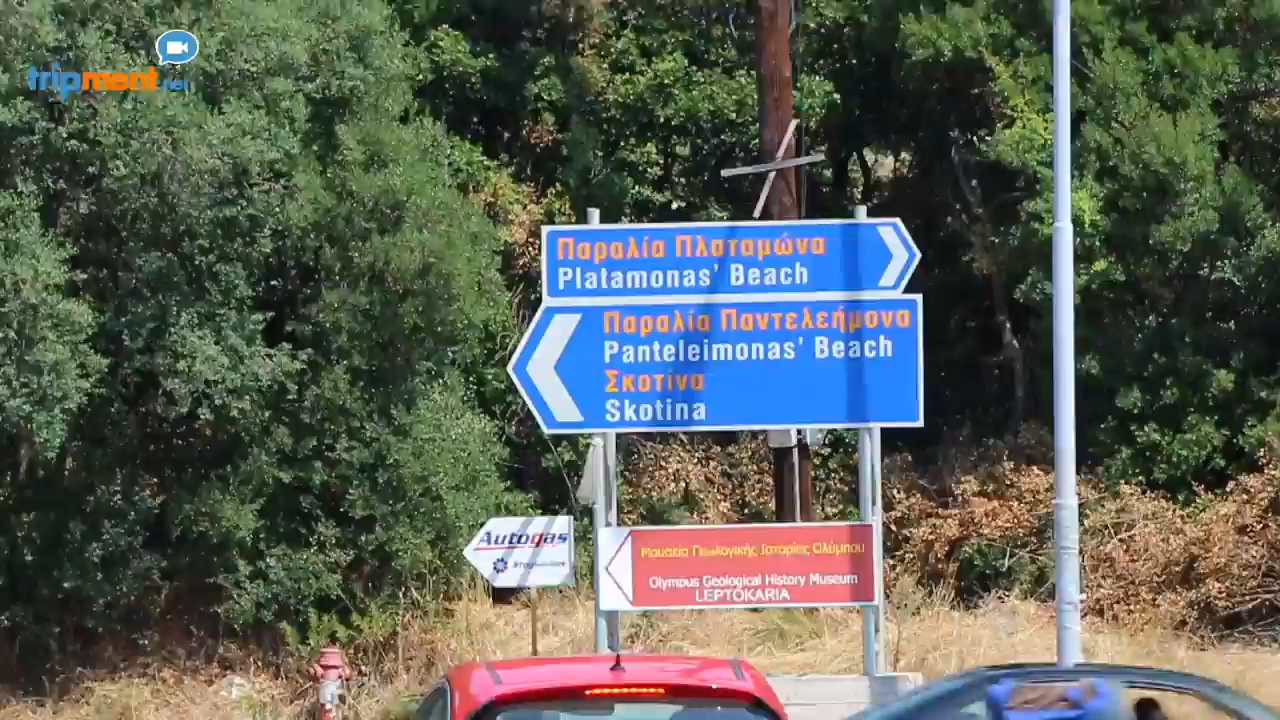 tripment.net
Παραλία Πλαταμώνα
Platamonas' Beach
Παραλία Παντελεήμονα
Panteleimonas' Beach
Σκοτίνα
Skotina
Autogas
Μουσείο Γεωλογικής Ιστορίας Ολύμπου
Olympus Geological History Museum
LEPTOKARIA